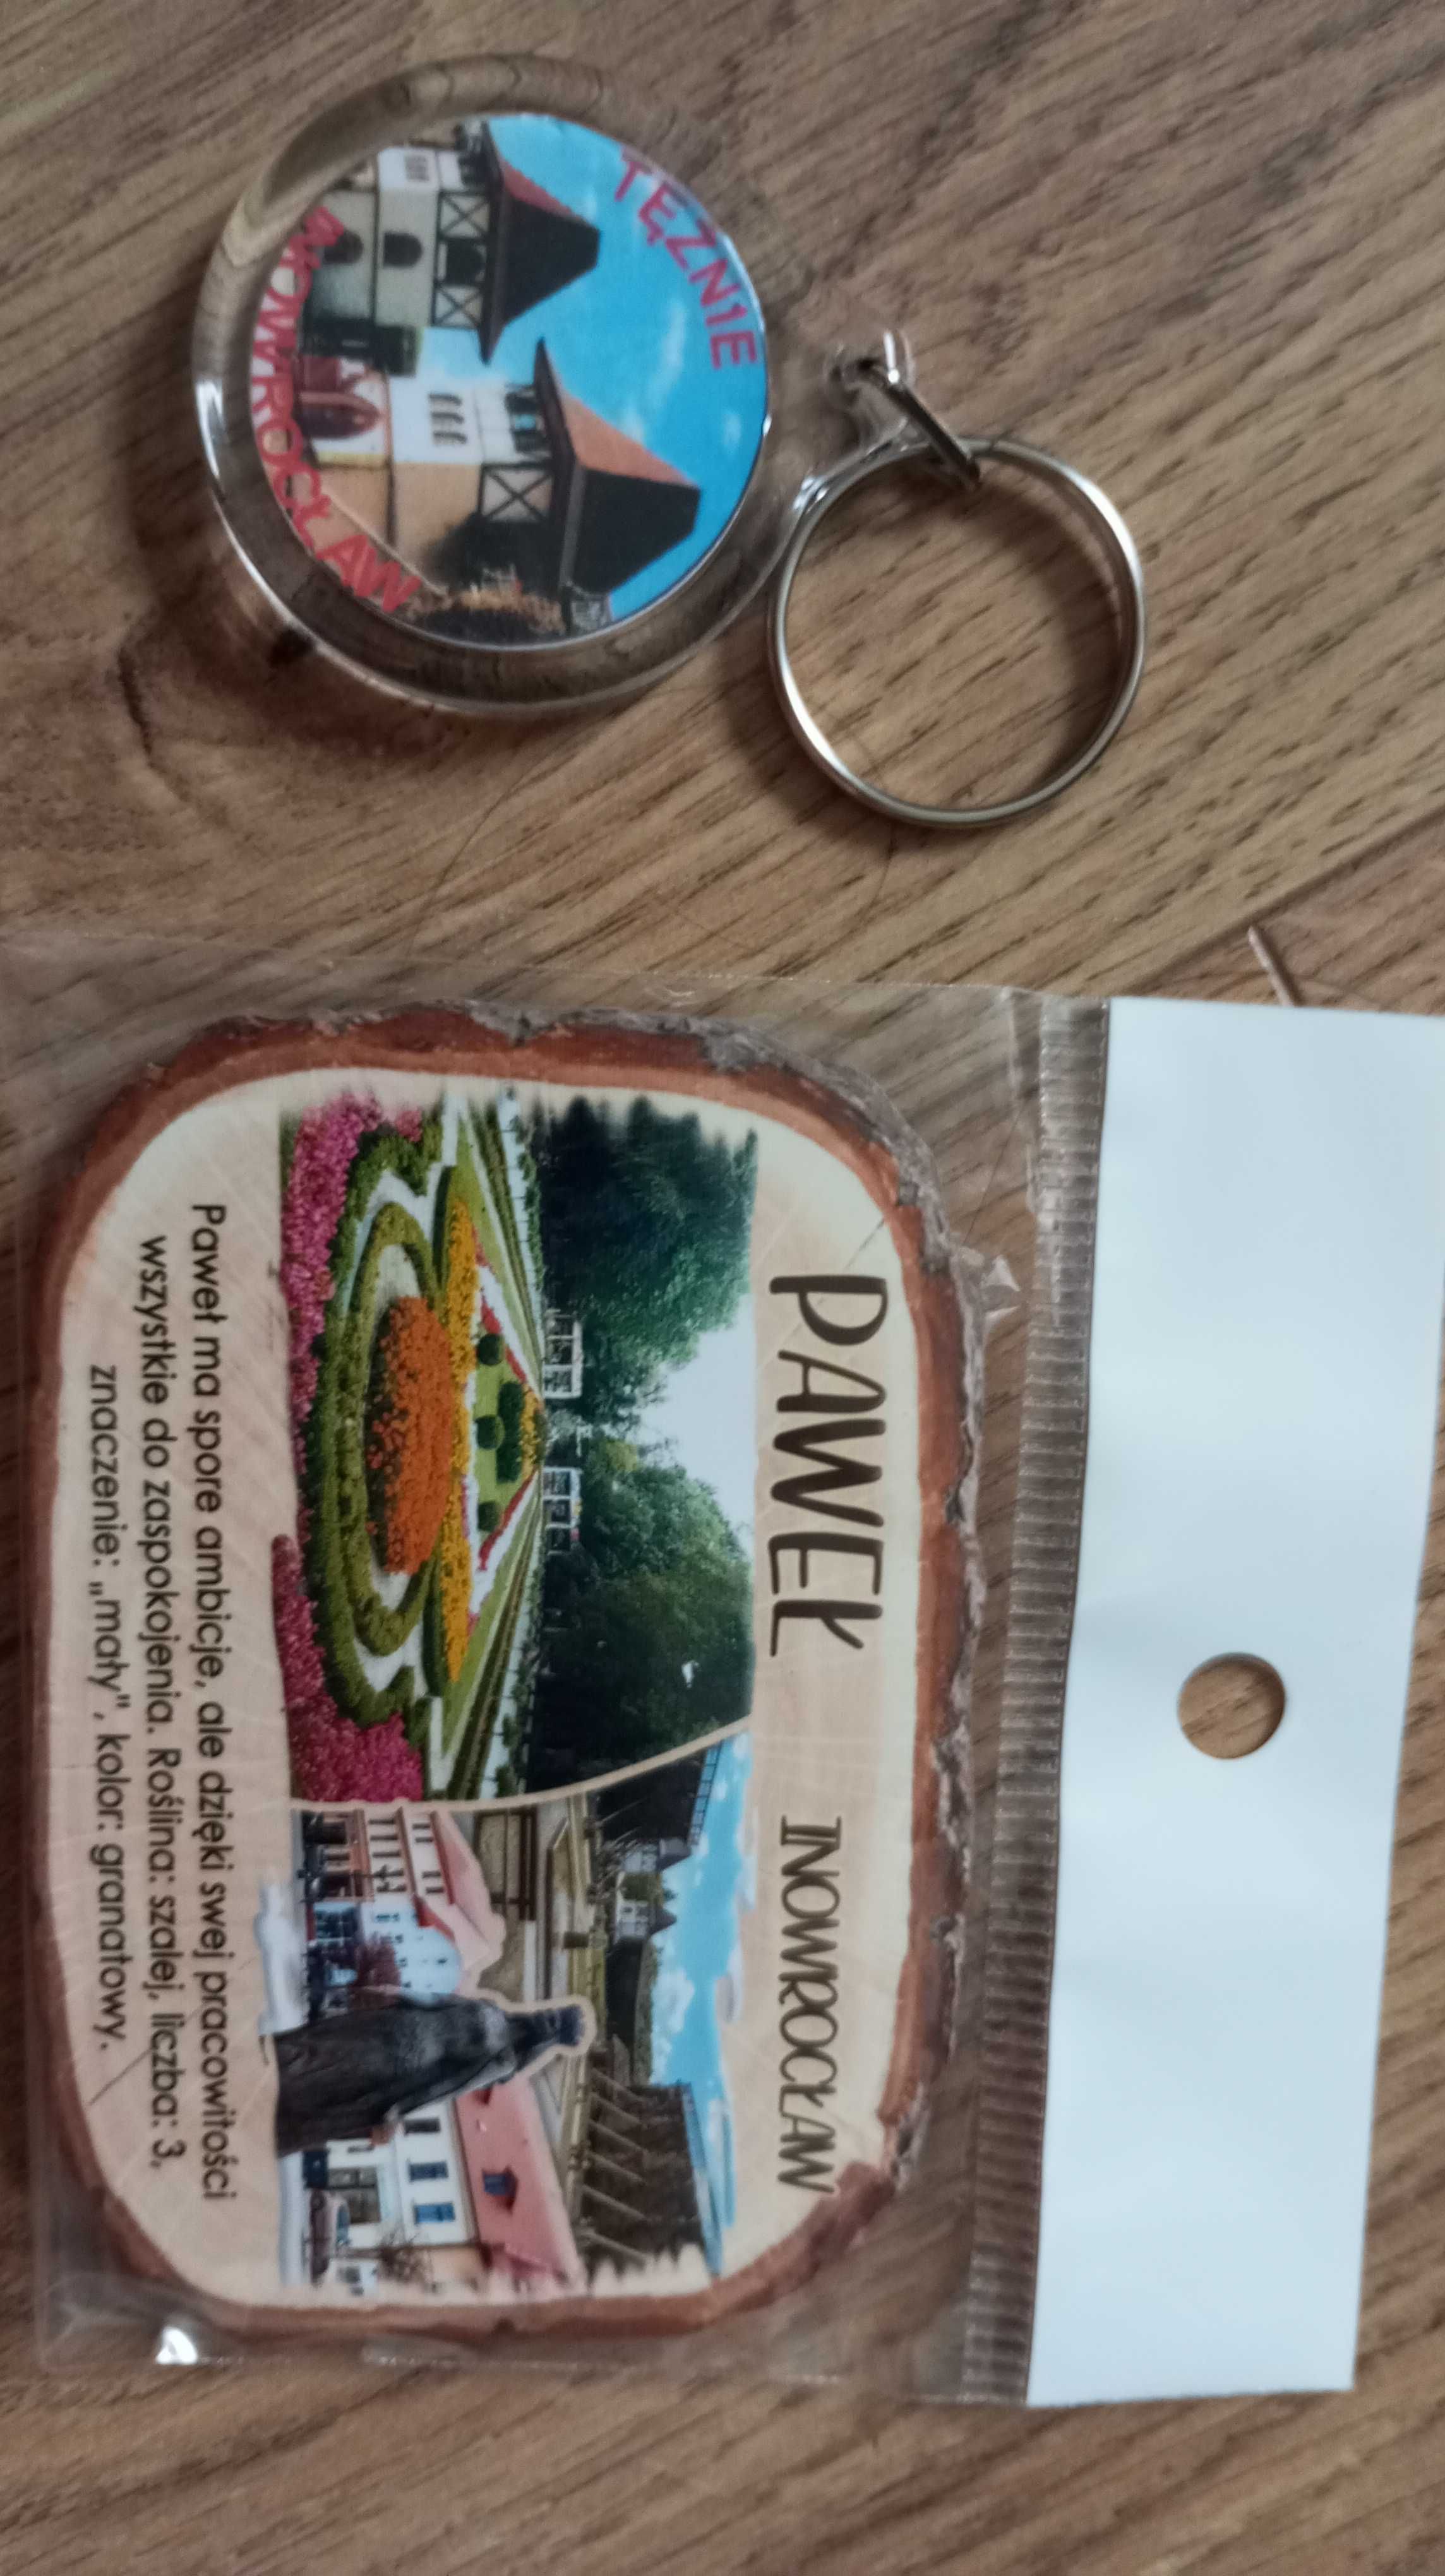 TĘŻNIE
INOWROCŁAW
PAWEŁ INOWROCŁAW
Paweł ma spore ambicje, ale dzięki swej pracowitości
wszystkie do zaspokojenia. Roślina: szalej, liczba: 3,
znaczenie: „mały", kolor: granatowy.